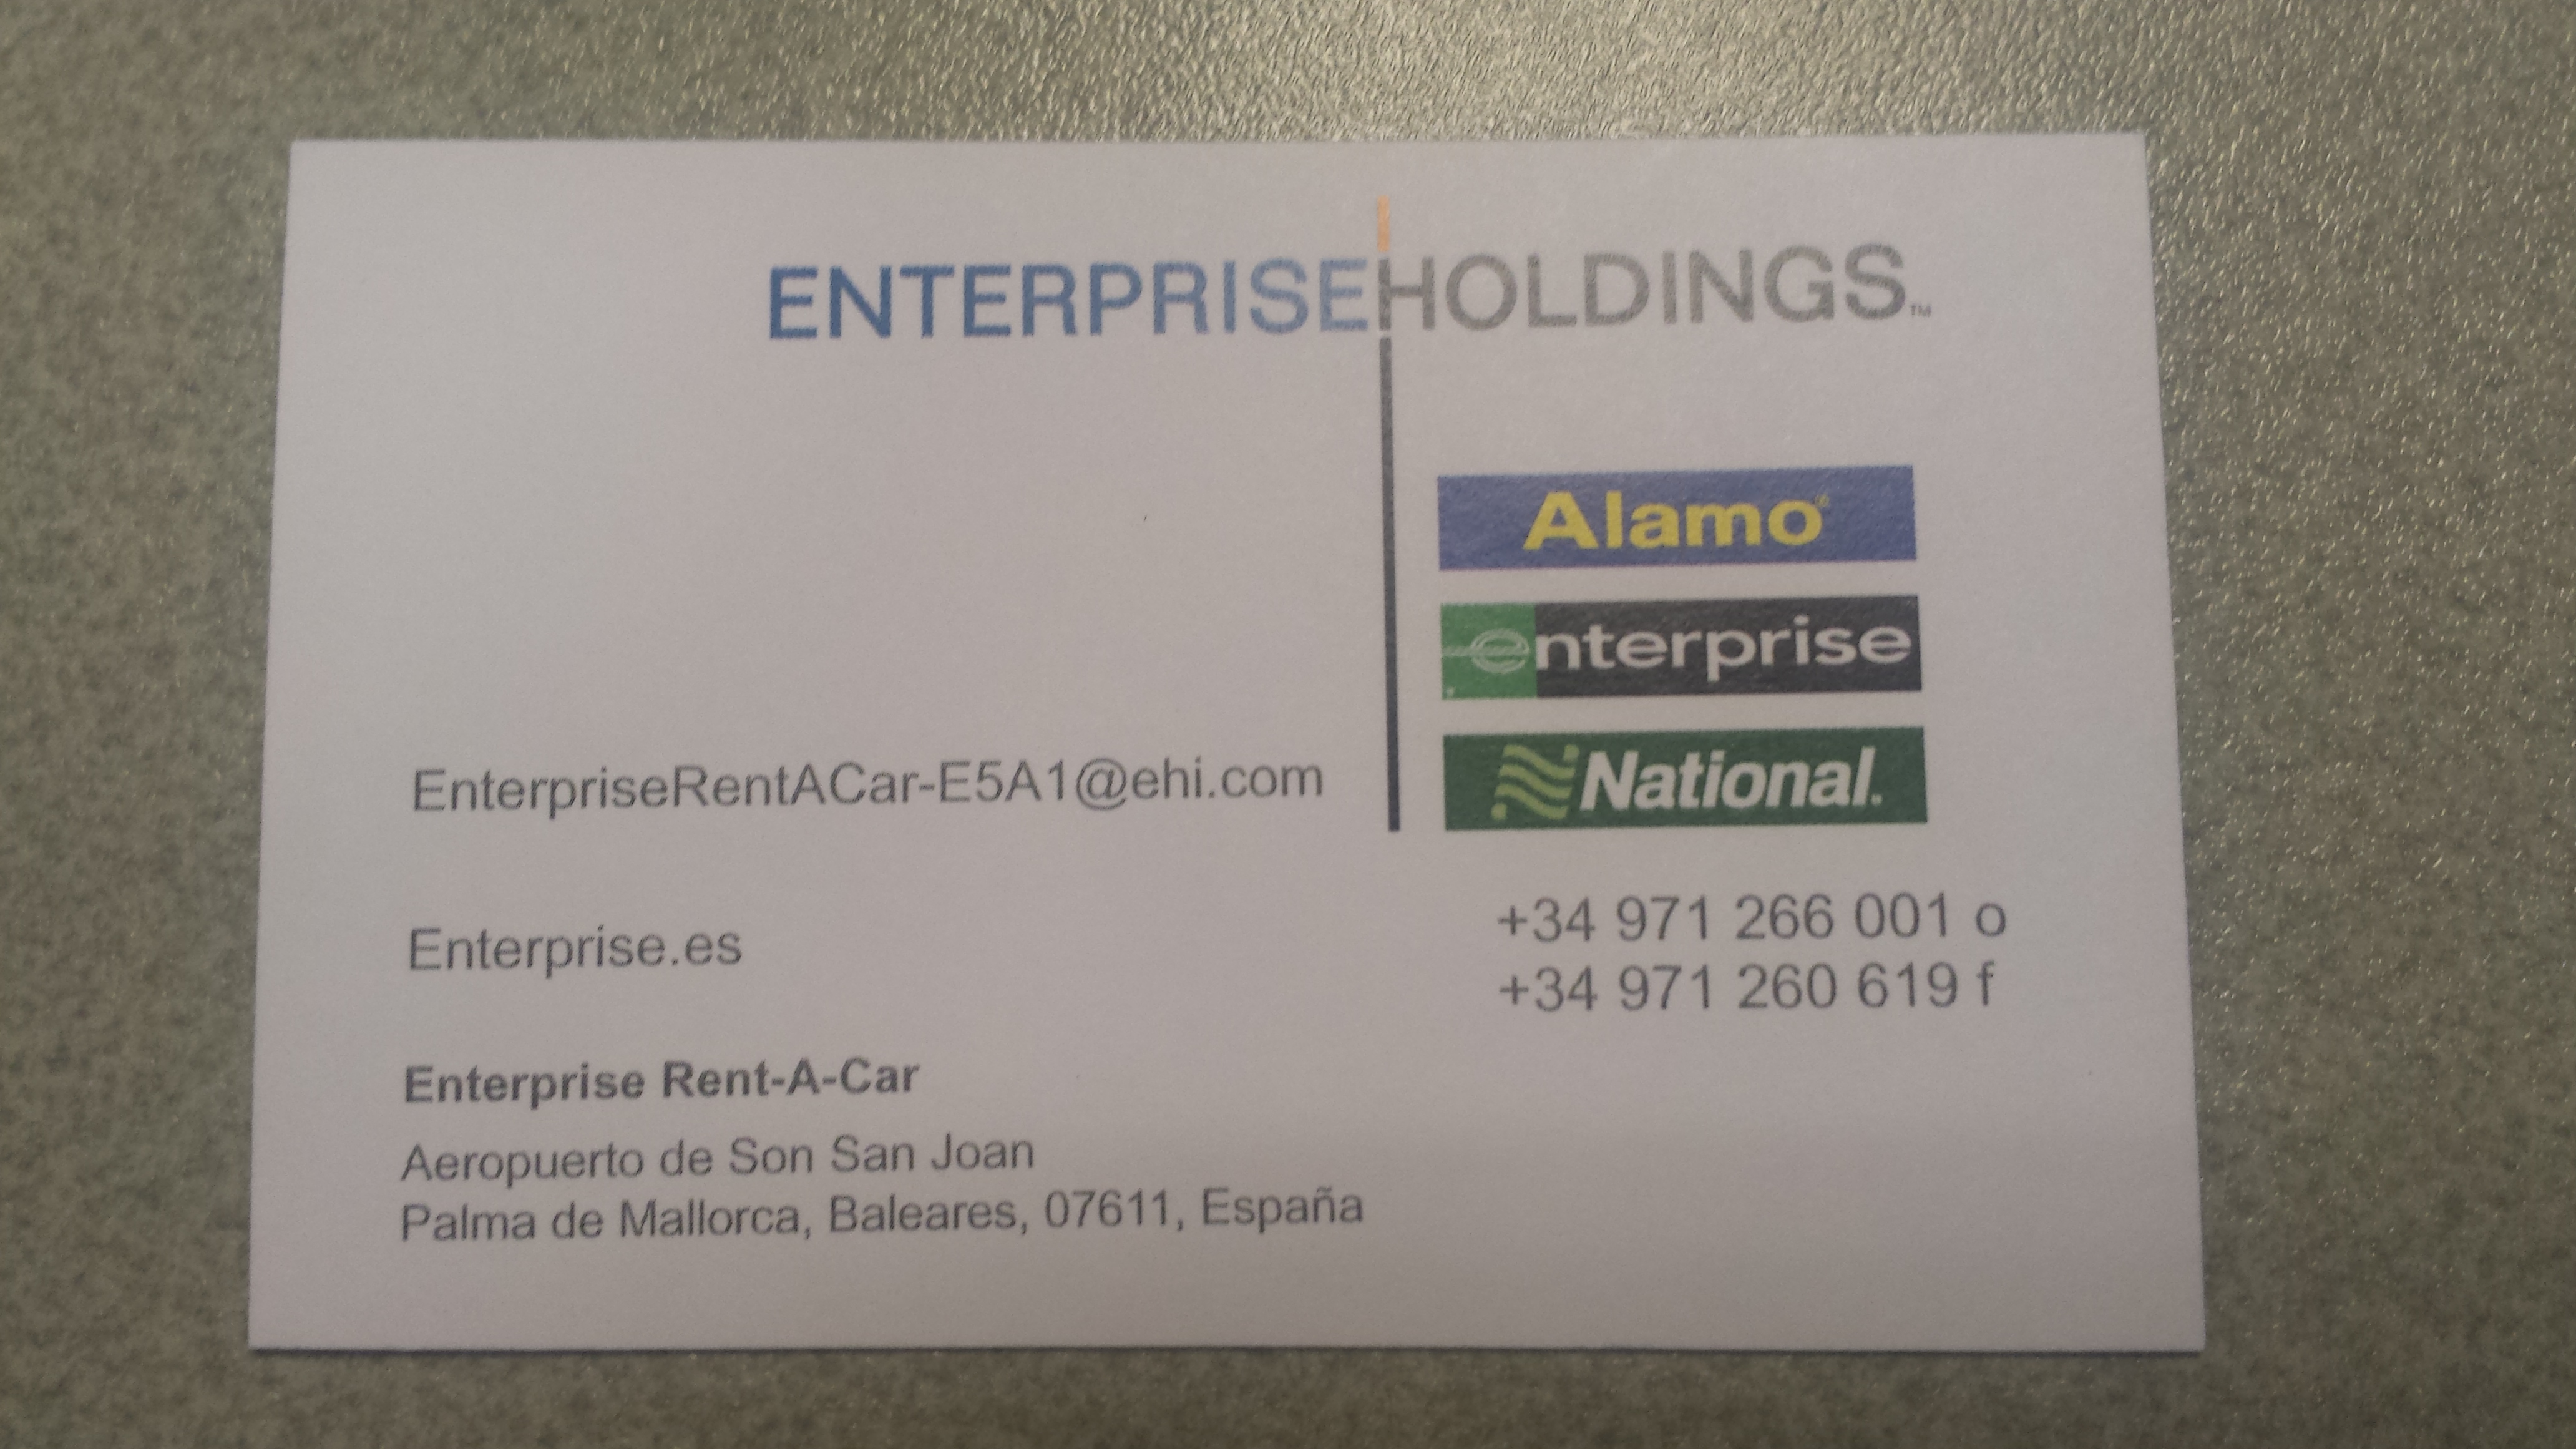 ENTERPRISEHOLDINGS™
Alamo®
enterprise
National.
EnterpriseRentACar-E5A1@ehi.com
Enterprise.es
+34 971 266 001 o
+34 971 260 619 f
Enterprise Rent-A-Car
Aeropuerto de Son San Joan
Palma de Mallorca, Baleares, 07611, España